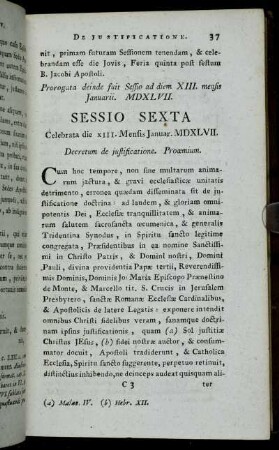 DE JUSTIFICATIONE. 37
nit, primam futuram Sessionem tenendam, & cele-
brandam esse die Jovis, Feria quinta post festum
B. Jacobi Apostoli.
Prorogata deinde fuit Sessio ad diem XIII. mensis
Januarii. MDXLVII.
SESSIO SEXTA
Celebrata die XIII. Mensis Januar. MDXLVII.
Decretum de justificatione. Proœmium.
Cum hoc tempore, non sine multarum anima-
rum jactura, & gravi ecclesiasticæ unitatis
detrimento, erronea quædam disseminata sit de
justificatione doctrina: ad laudem, & gloriam omni-
potentis Dei, Ecclesiæ tranquillitatem, & anima-
rum salutem sacrosancta œcumenica, & generalis
Tridentina Synodus, in Spiritu sancto legitime
congregata, Præsidentibus in ea nomine Sanctissi-
mi in Christo Patris, & Domini nostri, Domini
Pauli, divina providentia Papæ tertii, Reverendissi-
mis Dominis, Dominis Jo. Maria Episcopo Prænestino
de Monte, & Marcello tit. S. Crucis in Jerusalem
Presbytero, sanctæ Romanæ Ecclesiæ Cardinalibus,
& Apostolicis de latere Legatis: exponere intendit
omnibus Christi fidelibus veram, sanamque doctri-
nam ipsius justificationis, quam (a) Sol justitiæ
Christus JEsus, (b) fidei nostræ auctor, & consum-
mator docuit, Apostoli tradiderunt, & Catholica
Ecclesia, Spiritu sancto suggerente, perpetuo retinuit,
districtius inhibendo, ne deinceps audeat quisquam ali-
C 3 ter
(a) Malac. IV. (b) Hebr. XII.